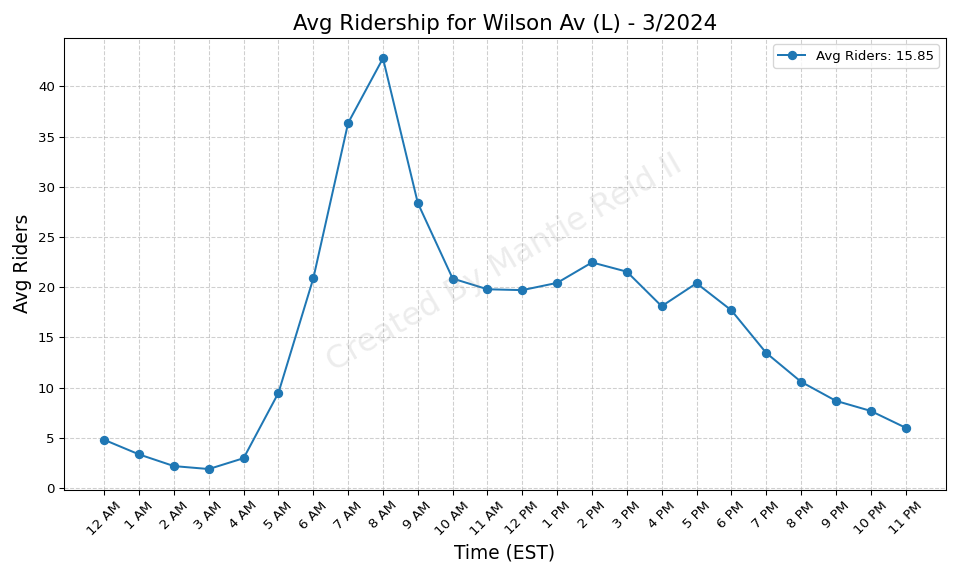 Avg Ridership for Wilson Av (L) - 3/2024
Avg Riders: 15.85
Avg Riders
40
35
30
25
20
15
10
5
0
Created By Mantie Reid II
12 AM
1 AM
2 AM
3 AM
4 AM
5 AM
6 AM
7 AM
8 AM
9 AM
10 AM
11 AM
12 PM
1 PM
2 PM
3 PM
4 PM
5 PM
6 PM
7 PM
8 PM
9 PM
10 PM
11 PM
Time (EST)